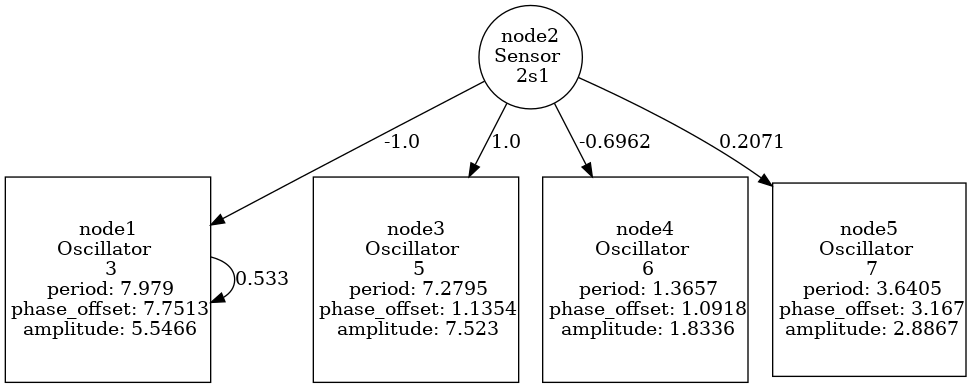 node2
Sensor
2s1
-1.0
1.0
-0.6962
0.2071
node1
Oscillator
3
period: 7.979
phase_offset: 7.7513
amplitude: 5.5466
0.533
node3
Oscillator
5
period: 7.2795
phase_offset: 1.1354
amplitude: 7.523
node4
Oscillator
6
period: 1.3657
phase_offset: 1.0918
amplitude: 1.8336
node5
Oscillator
7
period: 3.6405
phase_offset: 3.167
amplitude: 2.8867